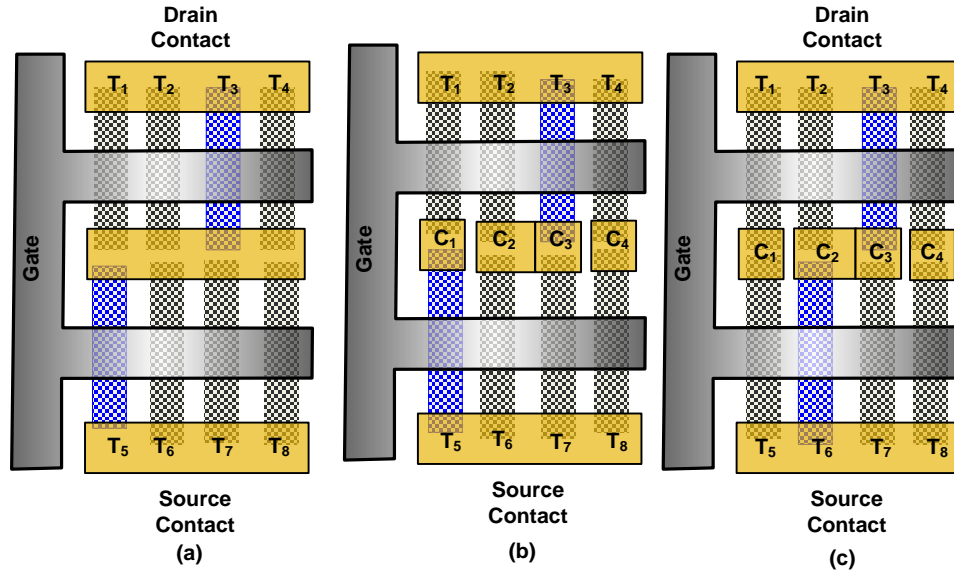 Drain
Contact
T1 T2 T3 T4
Gate
T5 T6 T7 T8
Source
Contact
(a)
T1 T2 T3 T4
Gate
C1 C2 C3 C4
T5 T6 T7 T8
Source
Contact
(b)
Drain
Contact
T1 T2 T3 T4
Gate
C1 C2 C3 C4
T5 T6 T7 T8
Source
Contact
(c)